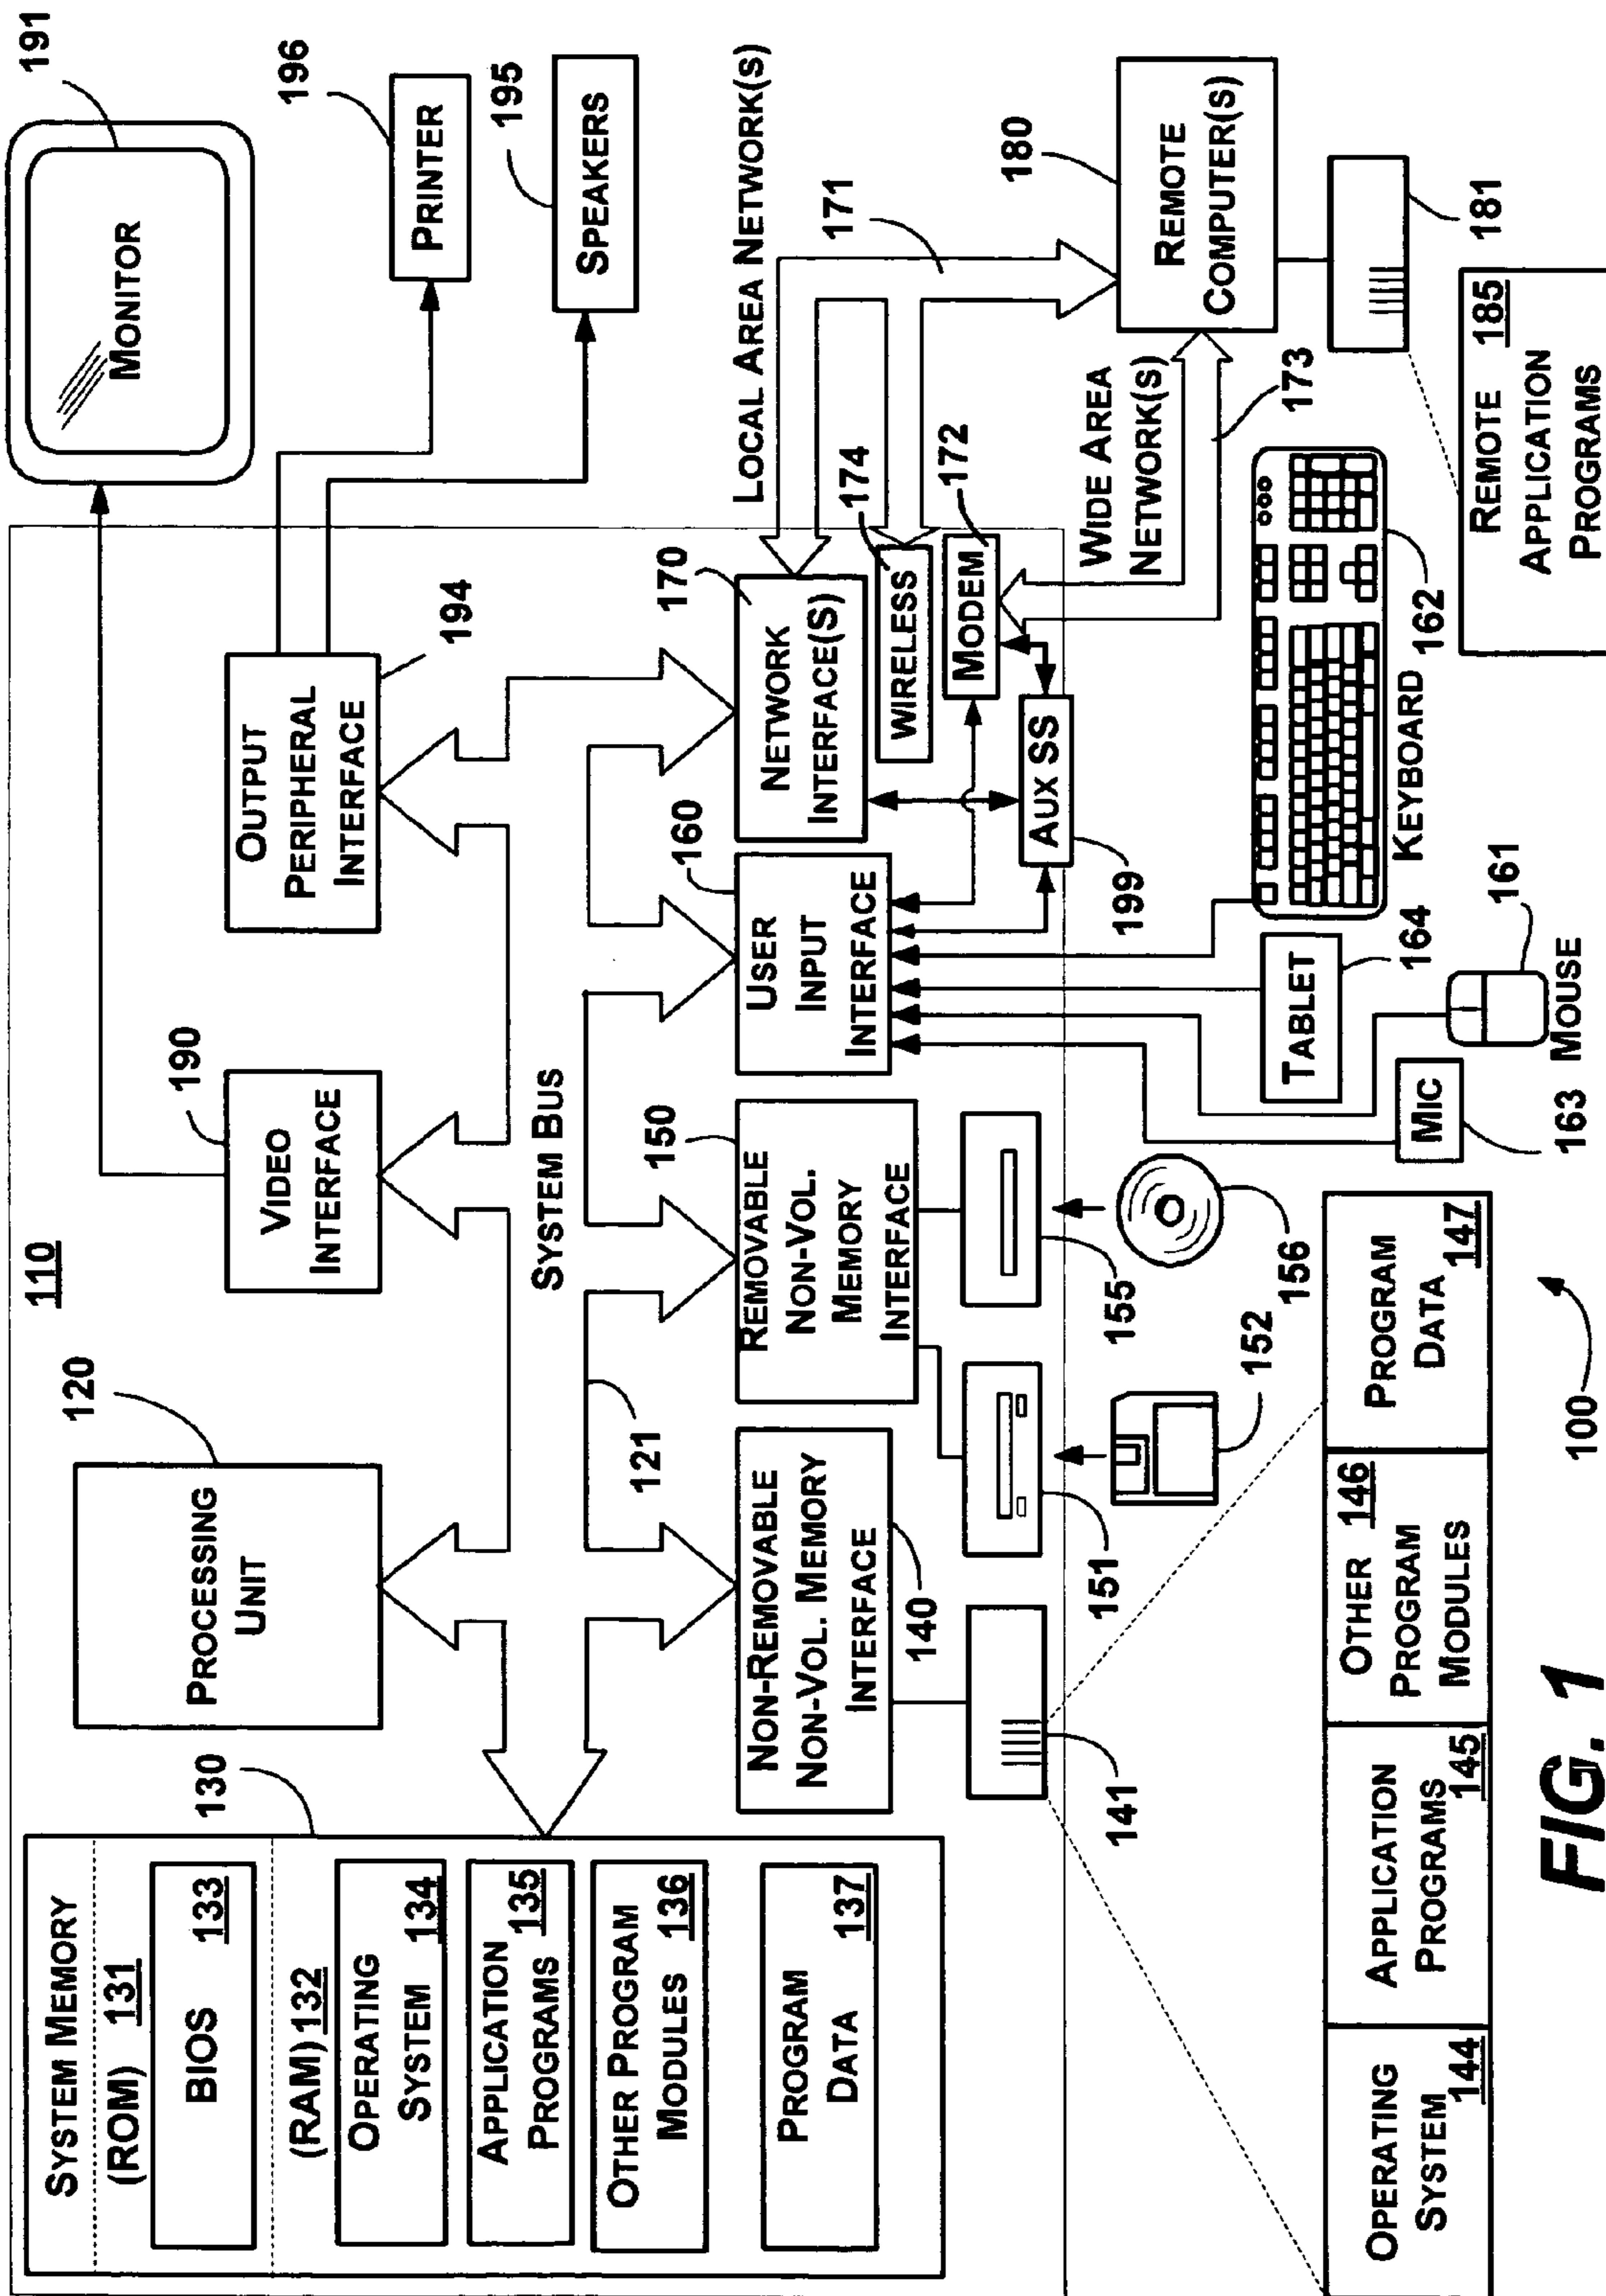 SYSTEM MEMORY
(ROM) 131
BIOS 133
(RAM) 132
OPERATING
SYSTEM 134
APPLICATION
PROGRAMS 135
OTHER PROGRAM
MODULES 136
PROGRAM
DATA 137
130
110
120
PROCESSING
UNIT
190
VIDEO
INTERFACE
OUTPUT
PERIPHERAL
INTERFACE
194
191
MONITOR
196
PRINTER
195
SPEAKERS
SYSTEM BUS
121
NON-REMOVABLE
NON-VOL. MEMORY
INTERFACE
140
150
REMOVABLE
NON-VOL.
MEMORY
INTERFACE
160
USER
INPUT
INTERFACE
170
NETWORK
INTERFACE(S)
174
WIRELESS
172
MODEM
AUX SS
199
LOCAL AREA NETWORK(S)
171
WIDE AREA
NETWORK(S)
173
180
REMOTE
COMPUTER(S)
181
REMOTE 185
APPLICATION
PROGRAMS
141
151
152
155
156
MIC
163
MOUSE
161
TABLET
164
KEYBOARD
162
OPERATING
SYSTEM 144
APPLICATION
PROGRAMS 145
OTHER 146
PROGRAM
MODULES
PROGRAM
DATA 147
100
FIG. 1